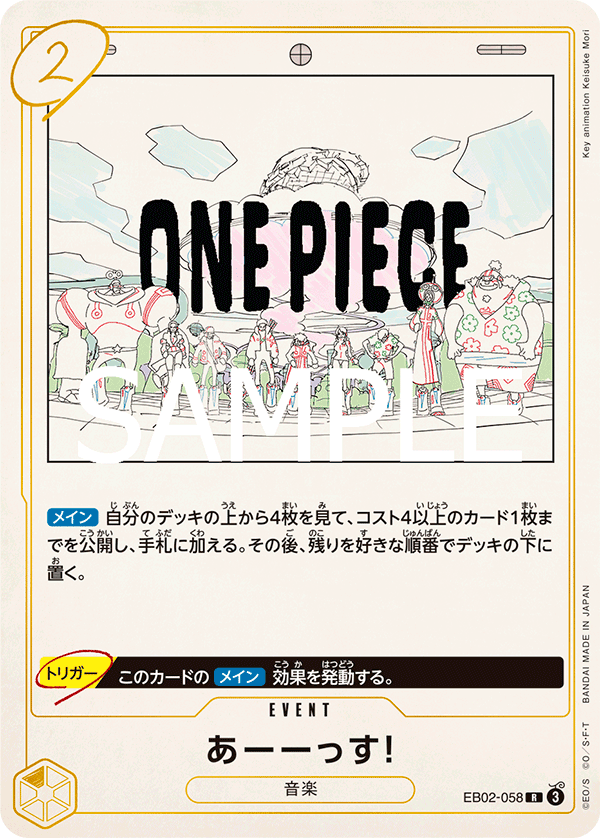 2
Key animation Keisuke Mori
ONE PIECE
SAMPLE
メイン 自分のデッキの上から4枚を見て、コスト4以上のカード1枚ま
でを公開し、手札に加える。その後、残りを好きな順番でデッキの下に
置く。
トリガー このカードの メイン 効果を発動する。
EVENT
あーーっす!
音楽
EB02-058 R 3
©E.O/S ©O/S・F・T BANDAI MADE IN JAPAN